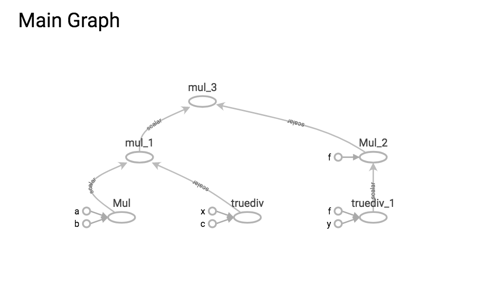 Main Graph
mul_3
scalar
scalar
mul_1
f
Mul_2
scalar
scalar
scalar
a
Mul
x
truediv
f
truediv_1
b
c
y